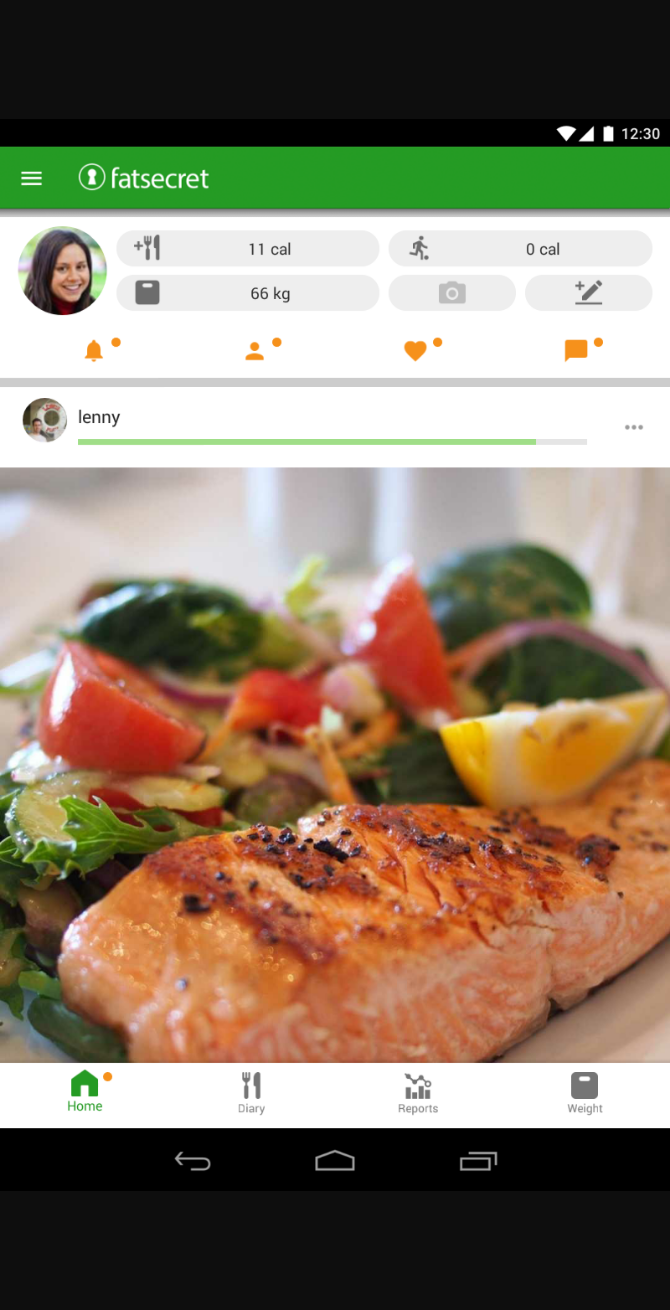 12:30
fatsecret
11 cal
0 cal
66 kg
lenny
Home
Diary
Reports
Weight